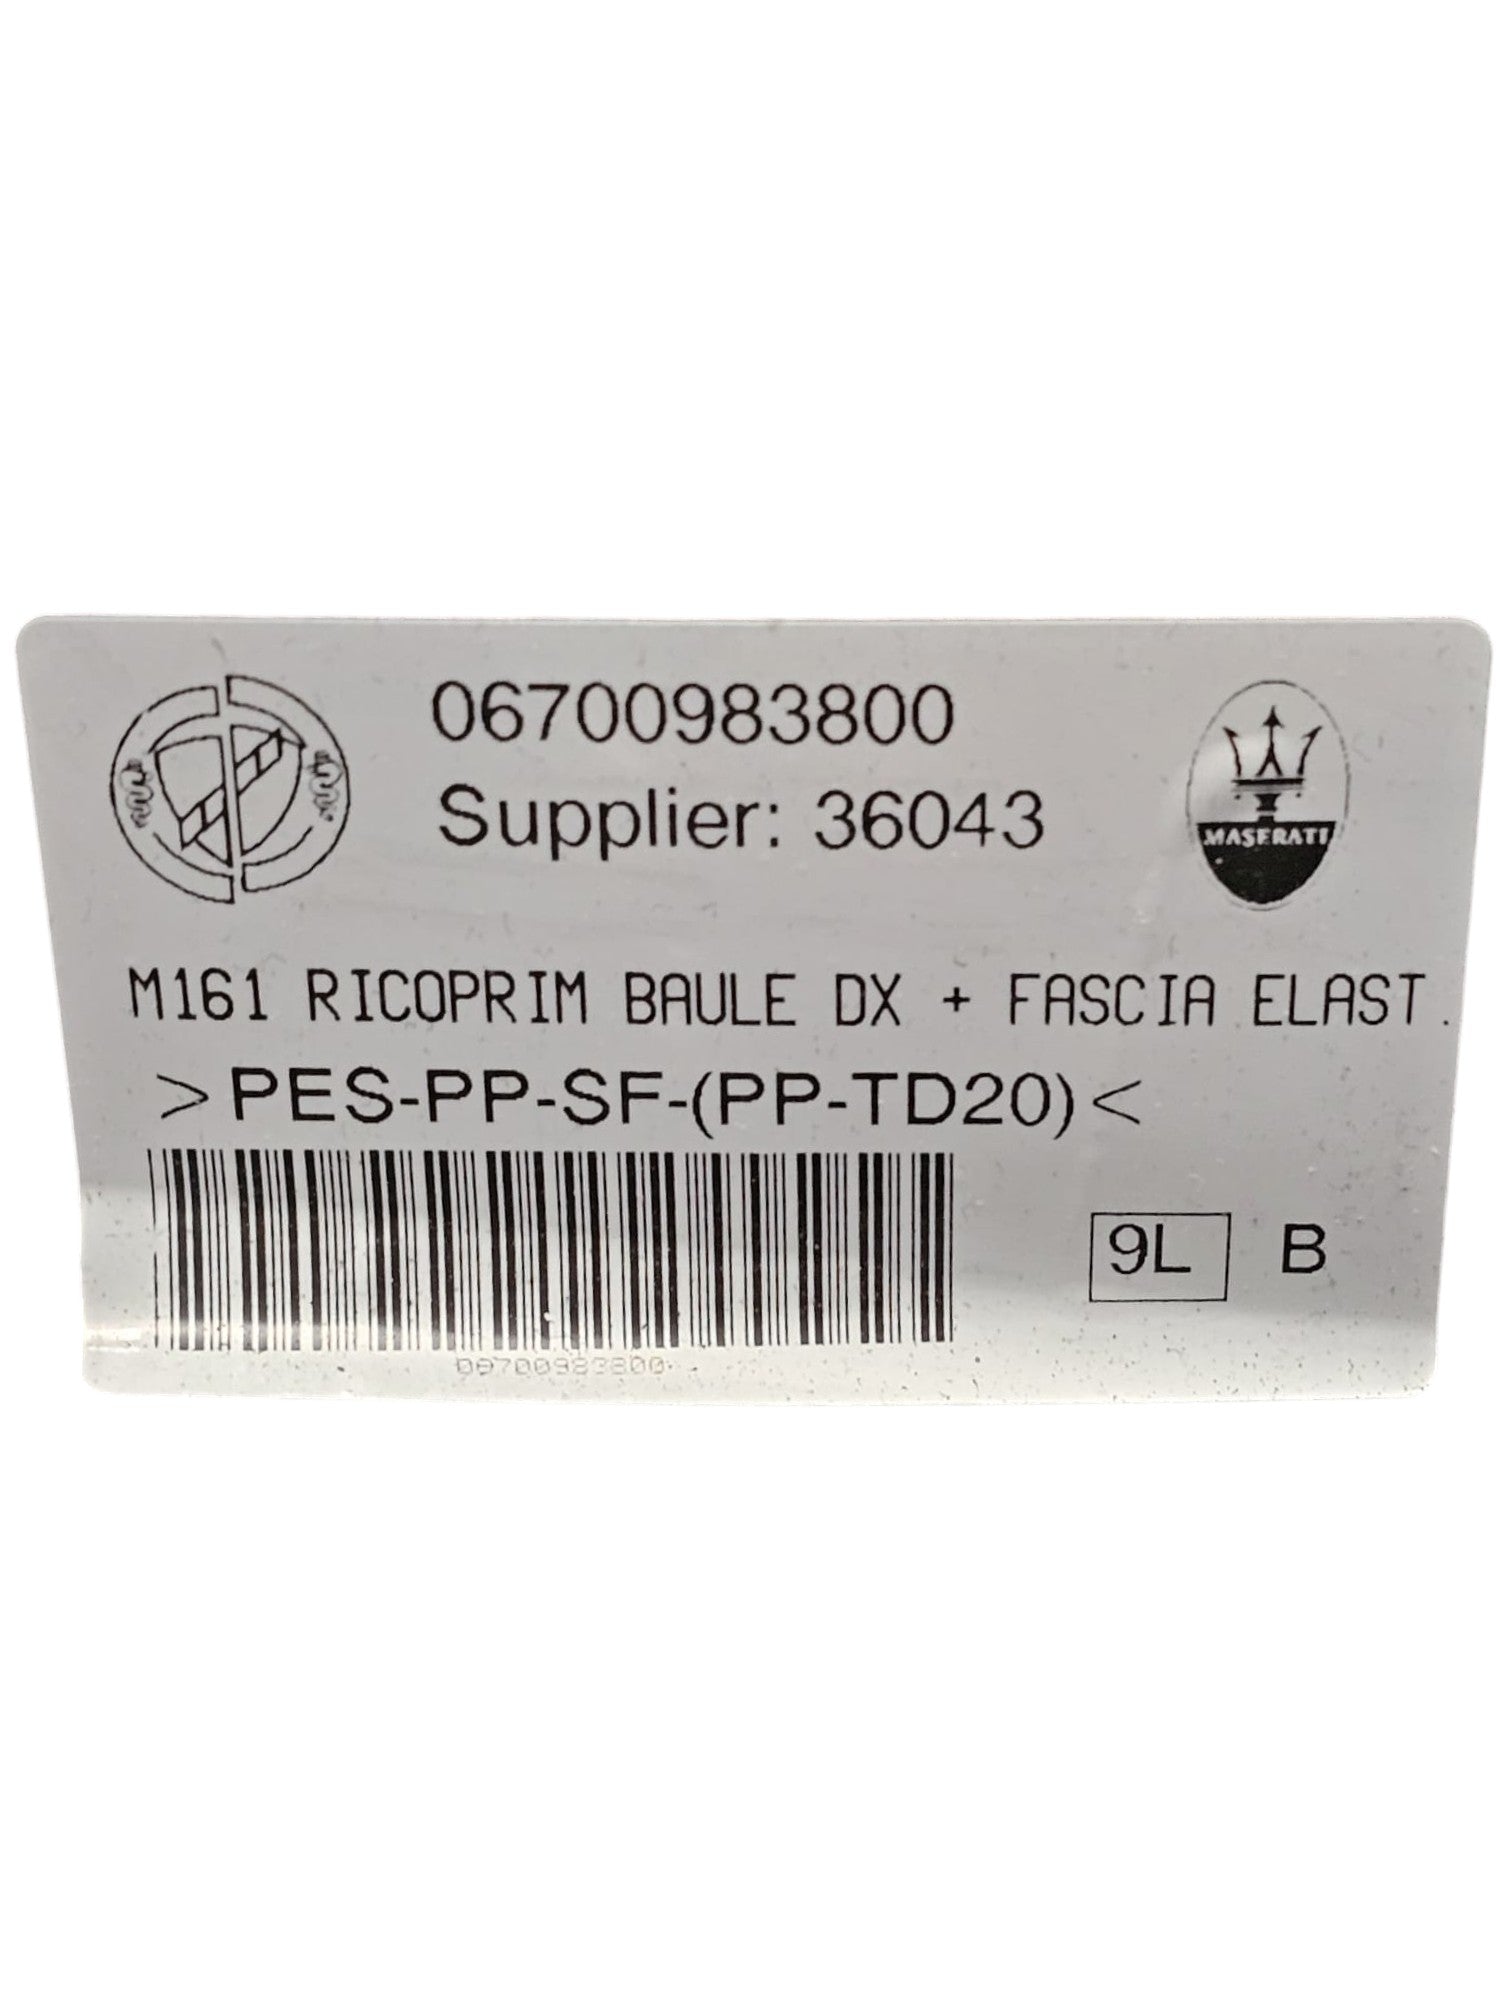 06700983800
Supplier: 36043
MASERATI
M161 RICOPRIM BAULE DX + FASCIA ELAST.
>PES-PP-SF-(PP-TD20)<
9L B
06700983800